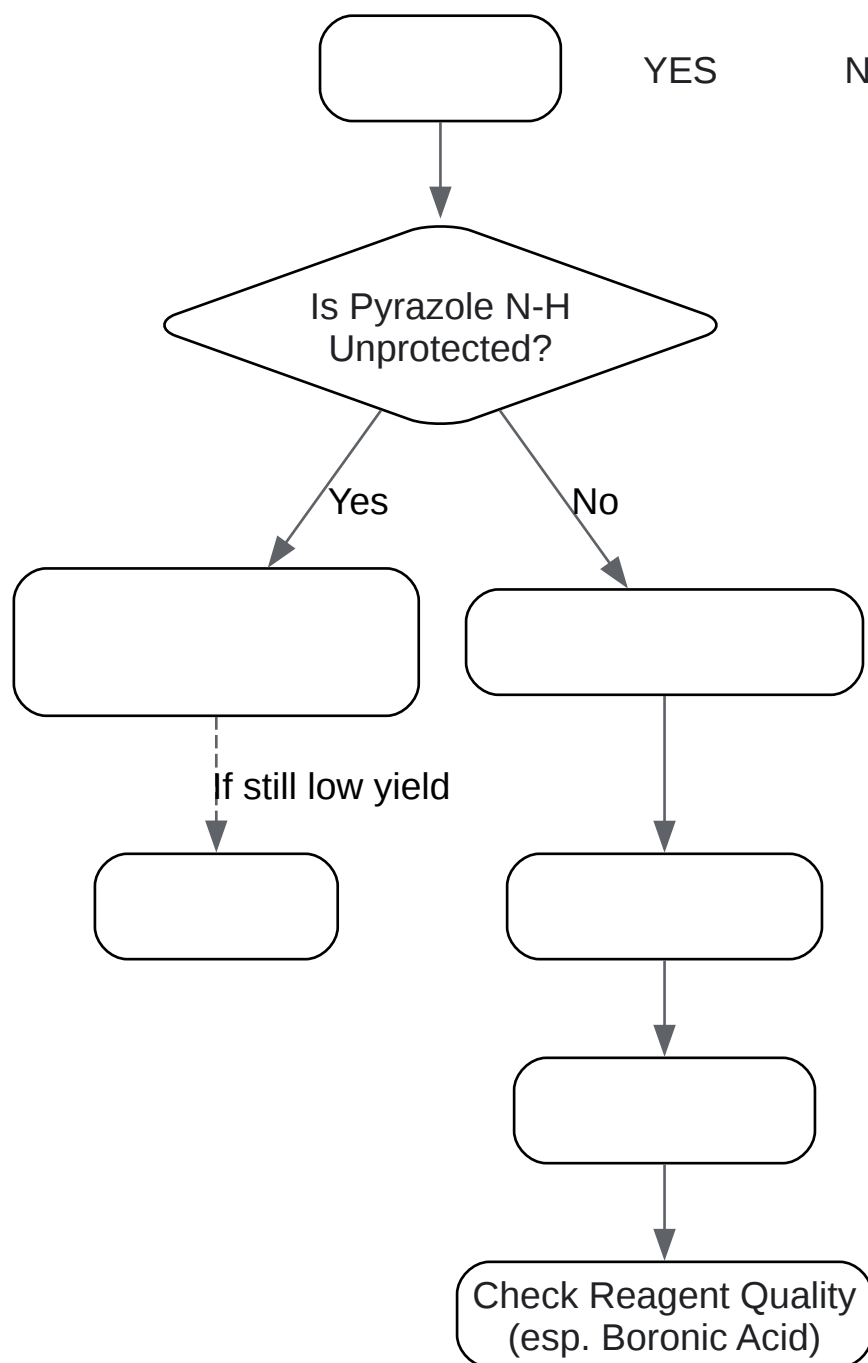 YES
N
Is Pyrazole N-H
Unprotected?
Yes
No
If still low yield
Check Reagent Quality
(esp. Boronic Acid)